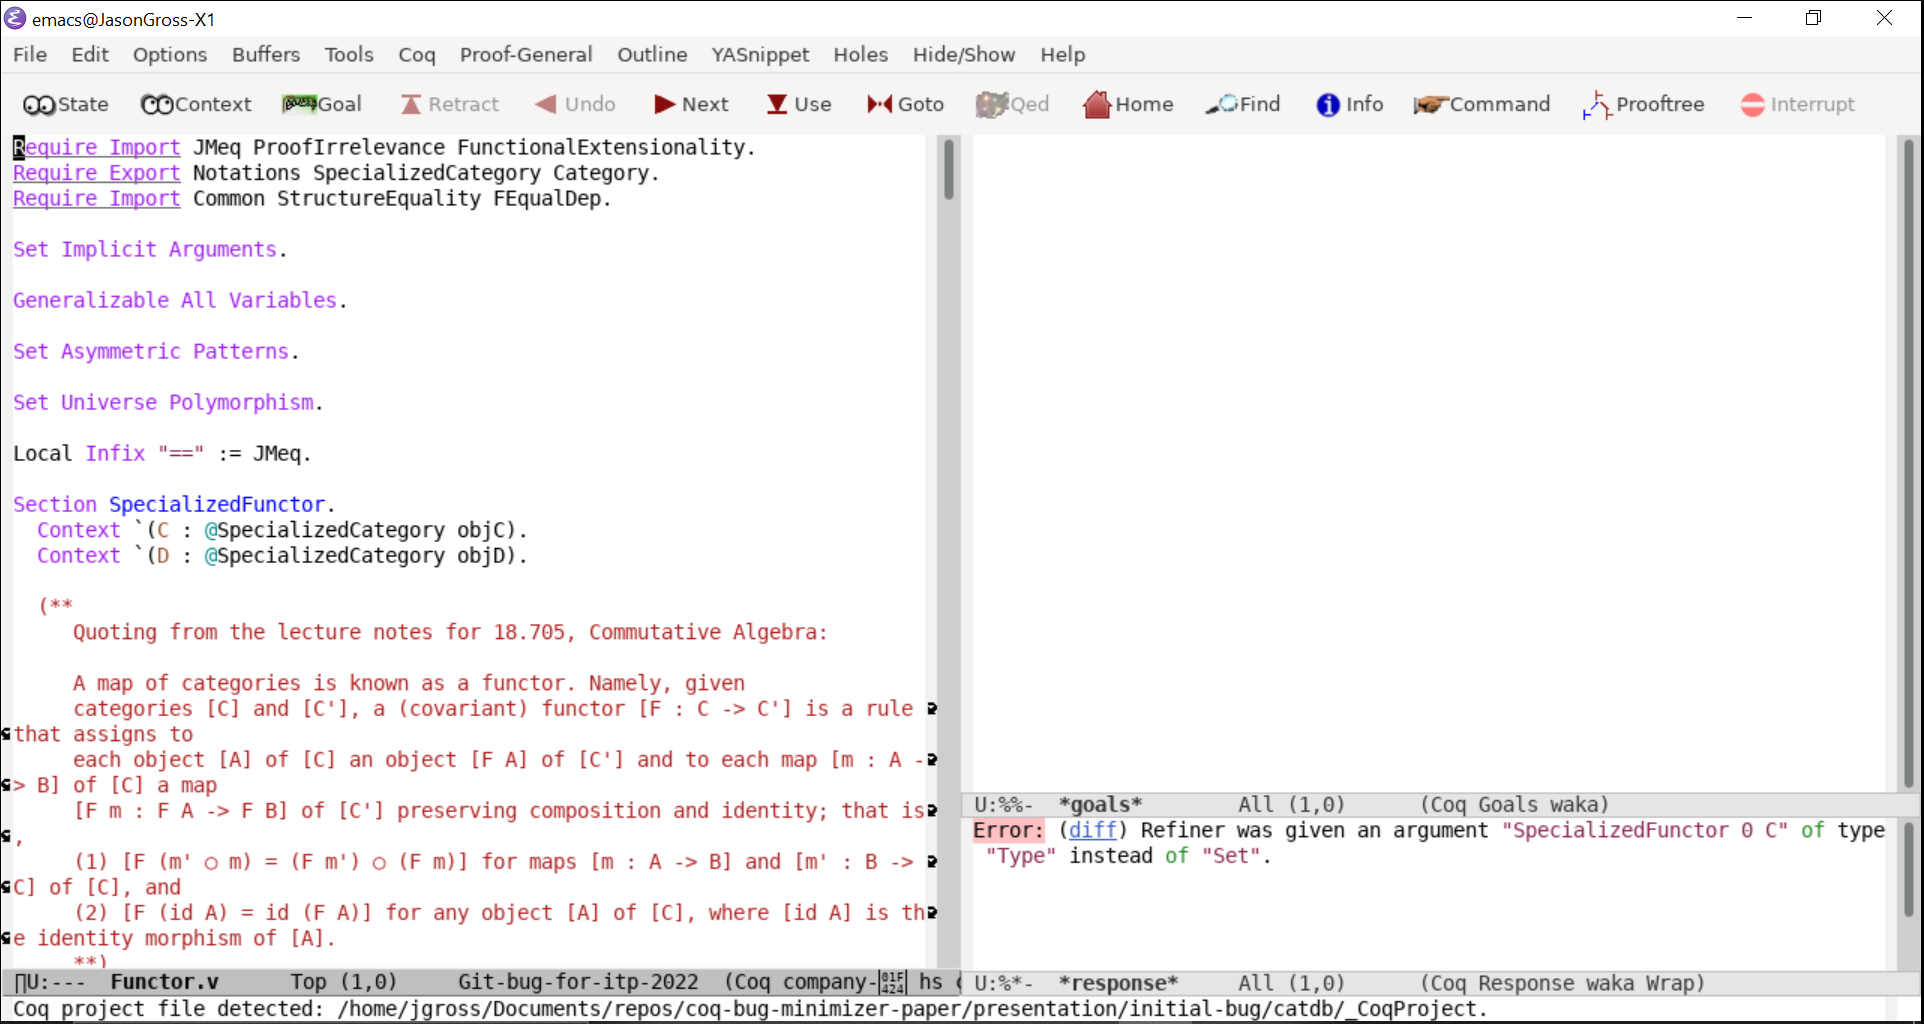 emacs@JasonGross-X1
File Edit Options Buffers Tools Coq Proof-General Outline YASnippet Holes Hide/Show Help
State Context Goal Retract Undo Next Use Goto Qed Home Find Info Command Prooftree Interrupt
Require Import JMeq ProofIrrelevance FunctionalExtensionality.
Require Export Notations SpecializedCategory Category.
Require Import Common StructureEquality FEqualDep.
Set Implicit Arguments.
Generalizable All Variables.
Set Asymmetric Patterns.
Set Universe Polymorphism.
Local Infix "==" := JMeq.
Section SpecializedFunctor.
Context `(C : @SpecializedCategory objC).
Context `(D : @SpecializedCategory objD).
(**
Quoting from the lecture notes for 18.705, Commutative Algebra:
A map of categories is known as a functor. Namely, given
categories [C] and [C'], a (covariant) functor [F : C -> C'] is a rule
that assigns to
each object [A] of [C] an object [F A] of [C'] and to each map [m : A -
> B] of [C] a map
[F m : F A -> F B] of [C'] preserving composition and identity; that is
,
(1) [F (m' ○ m) = (F m') ○ (F m)] for maps [m : A -> B] and [m' : B ->
C] of [C], and
(2) [F (id A) = id (F A)] for any object [A] of [C], where [id A] is th
e identity morphism of [A].
**)
U:--- Functor.v Top (1,0) Git-bug-for-itp-2022 (Coq company-01F424 hs
U:%%- *goals* All (1,0) (Coq Goals waka)
Error: (diff) Refiner was given an argument "SpecializedFunctor 0 C" of type
"Type" instead of "Set".
U:%*- *response* All (1,0) (Coq Response waka Wrap)
Coq project file detected: /home/jgross/Documents/repos/coq-bug-minimizer-paper/presentation/initial-bug/catdb/_CoqProject.